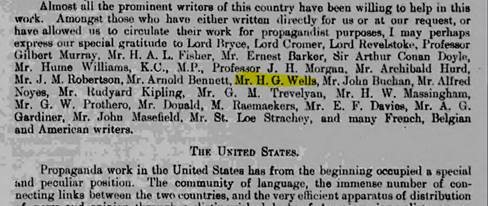 Almost all the prominent writers of this country have been willing to help in this
work. Amongst those who have either written directly for us or at our request, or
have allowed us to circulate their work for propagandist purposes, I may perhaps
express our special gratitude to Lord Bryce, Lord Cromer, Lord Revelstoke, Professor
Gilbert Murray, Mr. H. A. L. Fisher, Mr. Ernest Barker, Sir Arthur Conan Doyle,
Mr. Hume Williams, K.C., M.P., Professor J. H. Morgan, Mr. Archibald Hurd,
Mr. J. M. Robertson, Mr. Arnold Bennett, Mr. H. G. Wells, Mr. John Buchan, Mr. Alfred
Noyes, Mr. Rudyard Kipling, Mr. G. M. Trevelyan, Mr. H. W. Massingham,
Mr. G. W. Prothero, Mr. Donald, M. Raemaekers, Mr. E. F. Davies, Mr. A. G.
Gardiner, Mr. John Masefield, Mr. St. Loe Strachey, and many French, Belgian
and American writers.
THE UNITED STATES.
Propaganda work in the United States has from the beginning occupied a special
and peculiar position. The community of language, the immense number of con-
necting links between the two countries, and the very efficient apparatus of distribution